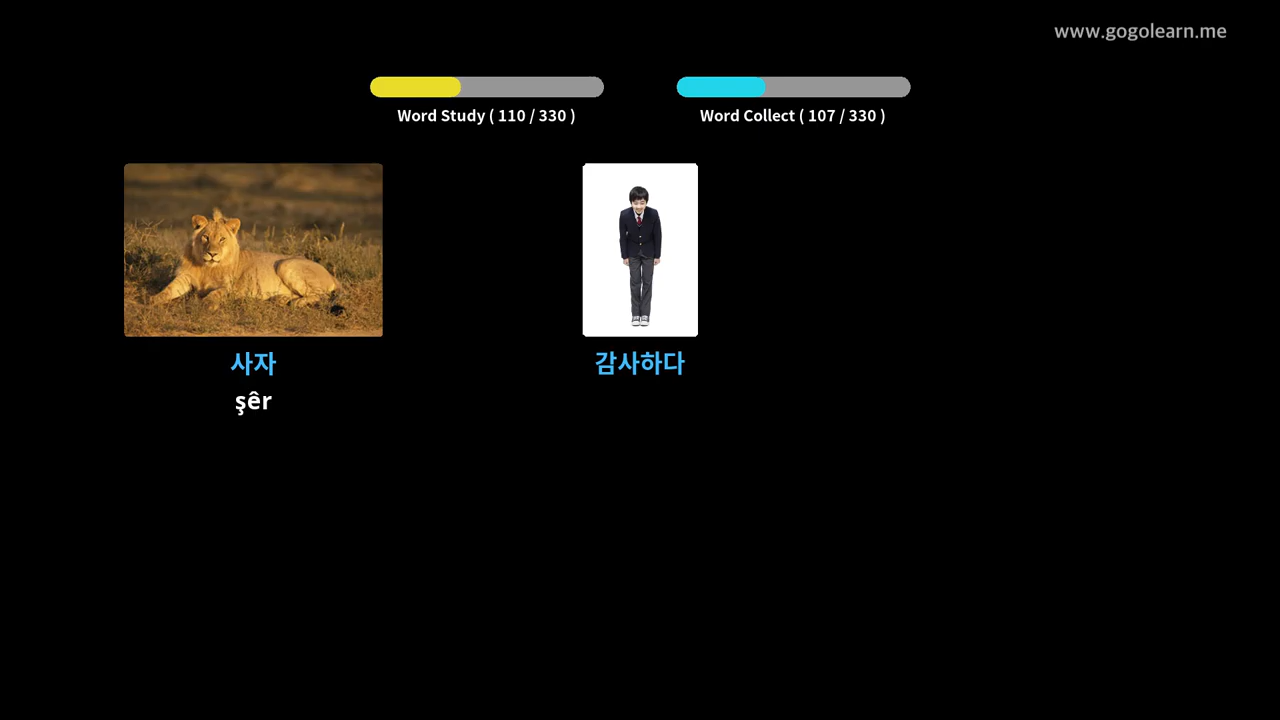 www.gogolearn.me
Word Study ( 110 / 330 )
Word Collect ( 107 / 330 )
사자
şêr
감사하다